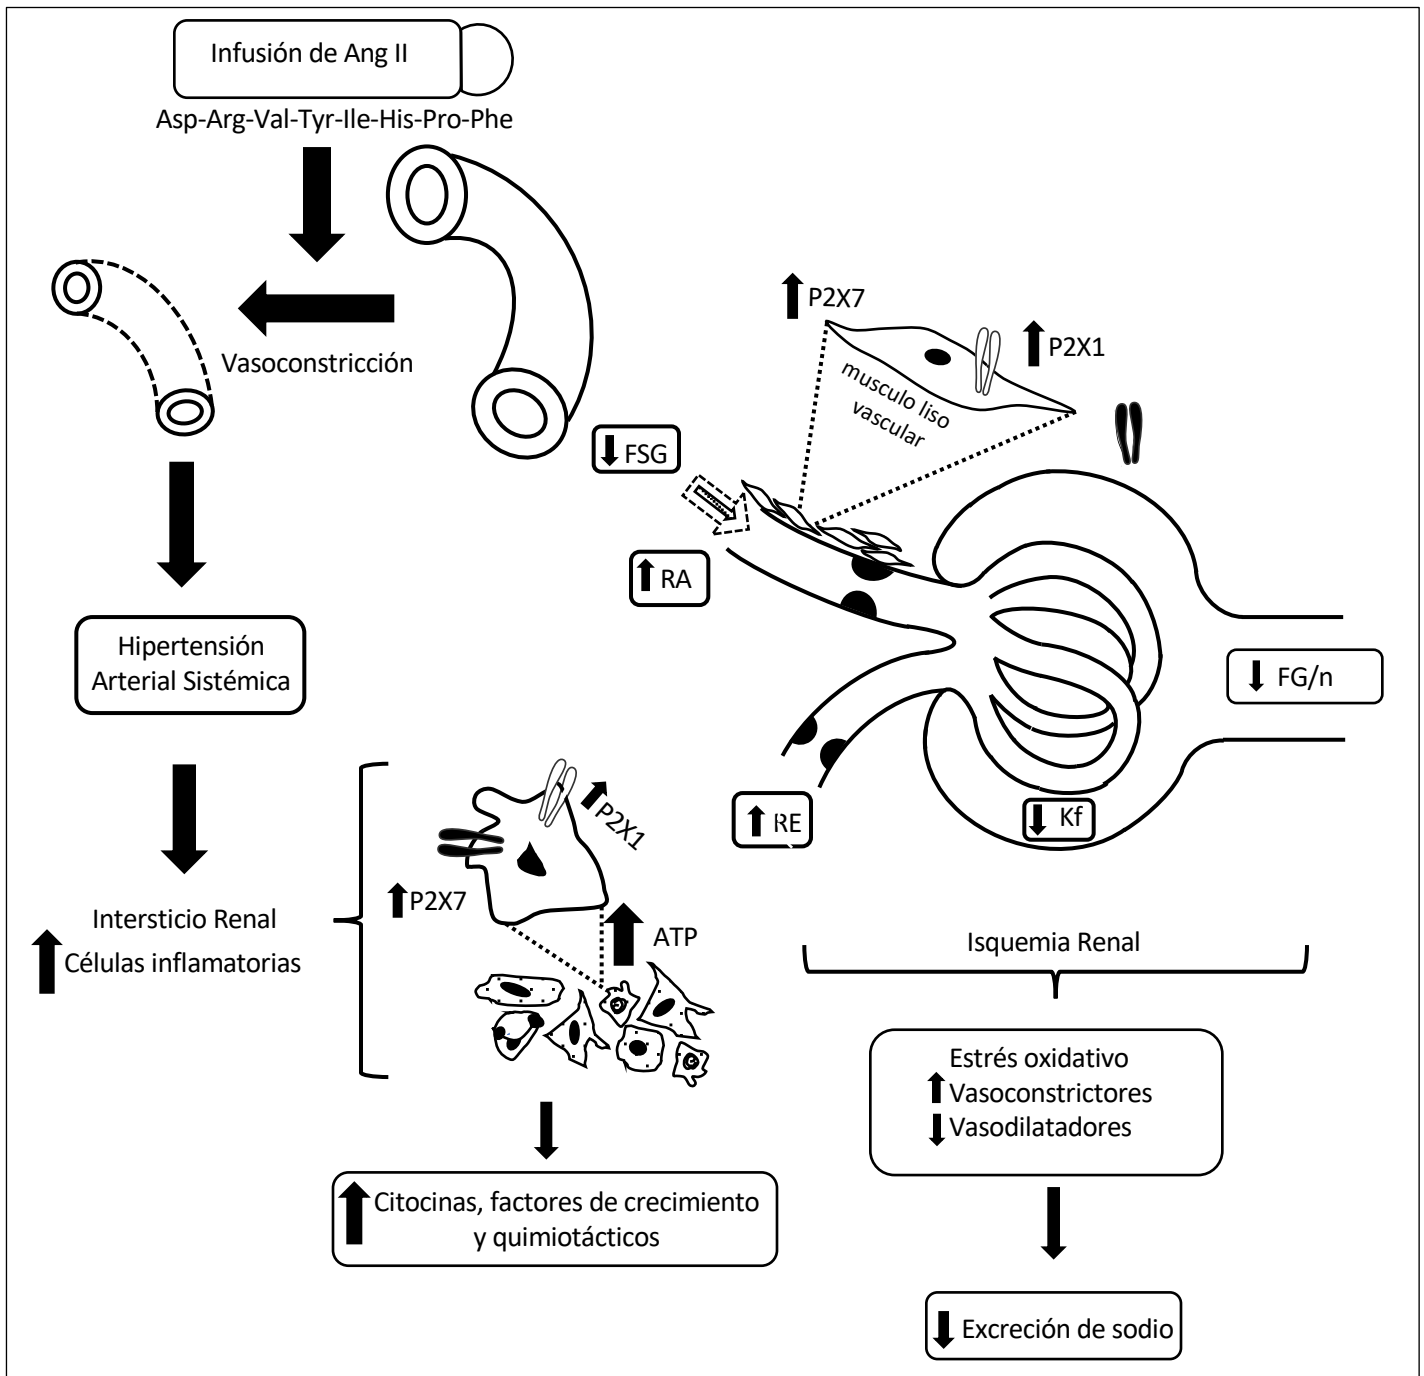 Infusión de Ang II
Asp-Arg-Val-Tyr-Ile-His-Pro-Phe
Vasoconstricción
Hipertensión
Arterial Sistémica
Intersticio Renal
Células inflamatorias
P2X7
P2X1
musculo liso
vascular
FSG
RA
FG/n
RE
Kf
P2X1
P2X7
ATP
Citocinas, factores de crecimiento
y quimiotácticos
Isquemia Renal
Estrés oxidativo
Vasoconstrictores
Vasodilatadores
Excreción de sodio